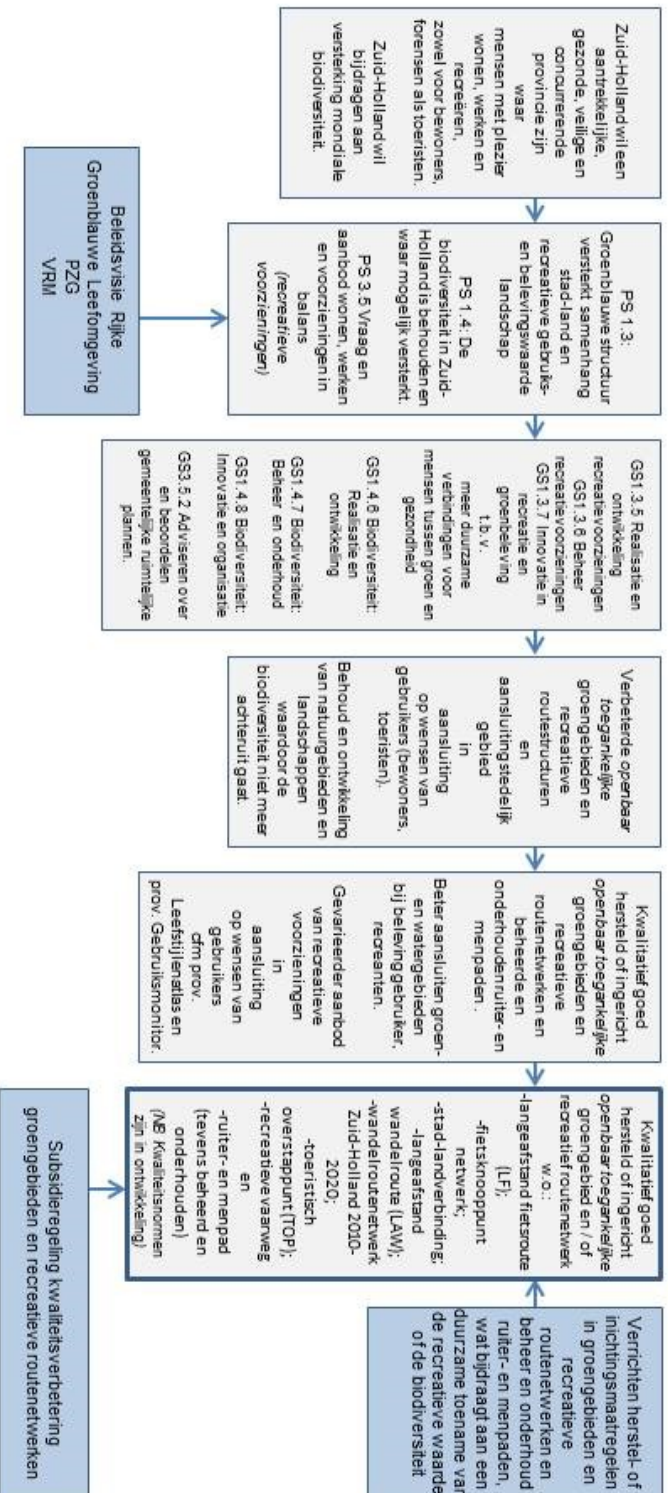 Zuid-Holland wil een
aantrekkelijke,
gezonde, veilige en
concurrerende
provincie zijn
waar
mensen met plezier
wonen, werken en
recreëren,
zowel voor bewoners,
forensen als toeristen.
Zuid-Holland wil
bijdragen aan
versterking mondiale
biodiversiteit.
PS 1.3:
Groenblauwe structuur
versterkt samenhang
stad-land en
recreatieve gebruiks-
en belevingswaarde
landschap
PS 1.4: De
biodiversiteit in Zuid-
Holland is behouden en
waar mogelijk versterkt.
PS 3.5 Vraag en
aanbod wonen, werken
en voorzieningen in
balans
(recreatieve
voorzieningen)
Beleidsvisie Rijke
Groenblauwe Leefomgeving
PZG
VRM
GS1.3.5 Realisatie en
ontwikkeling
recreatievoorzieningen
GS1.3.6 Beheer
recreatievoorzieningen
GS1.3.7 Innovatie in
recreatie en
groenbeleving
t.b.v.
meer duurzame
verbindingen voor
mensen tussen groen en
gezondheid
GS1.4.6 Biodiversiteit:
Realisatie en
ontwikkeling
GS1.4.7 Biodiversiteit:
Beheer en onderhoud
GS1.4.8 Biodiversiteit:
Innovatie en organisatie
GS3.5.2 Adviseren over
en beoordelen
gemeentelijke ruimtelijke
plannen.
Verbeterde openbaar
toegankelijke
groengebieden en
recreatieve
routestructuren
en
aansluiting stedelijk
gebied
in
aansluiting
op wensen van
gebruikers (bewoners,
toeristen).
Behoud en ontwikkeling
van natuurgebieden en
landschappen
waardoor de
biodiversiteit niet meer
achteruit gaat.
Kwalitatief goed
hersteld of ingericht
openbaar toegankelijke
groengebieden en
recreatieve
routenetwerken en
beheerde en
onderhouden ruiter- en
menpaden .
Beter aansluiten groen-
en watergebieden
bij beleving gebruiker,
recreanten.
Gevarieerder aanbod
van recreatieve
voorzieningen
in
aansluiting
op wensen van
gebruikers
cfm prov.
Leefstijlenatlas en
prov. Gebruiksmonitor.
Kwalitatief goed
hersteld of ingericht
openbaar toegankelijke
groengebied en / of
recreatief routenetwerk
w.o.:
-langeafstand fietsroute
(LF);
-fietsknooppunt
netwerk;
-stad-landverbinding;
-langeafstand
wandelroute (LAW);
-wandelroutenetwerk
Zuid-Holland 2010-
2020;
-toeristisch
overstappunt (TOP);
-recreatieve vaarweg
en
-ruiter- en menpad
(tevens beheerd en
onderhouden)
(NB Kwaliteitsnormen
zijn in ontwikkeling)
Subsidieregeling kwaliteitsverbetering
groengebieden en recreatieve routenetwerken
Verrichten herstel- of
inichtingsmaatregelen
in groengebieden en
recreatieve
routenetwerken en
beheer en onderhoud
ruiter- en menpaden,
wat bijdraagt aan een
duurzame toename van
de recreatieve waarde
of de biodiversiteit